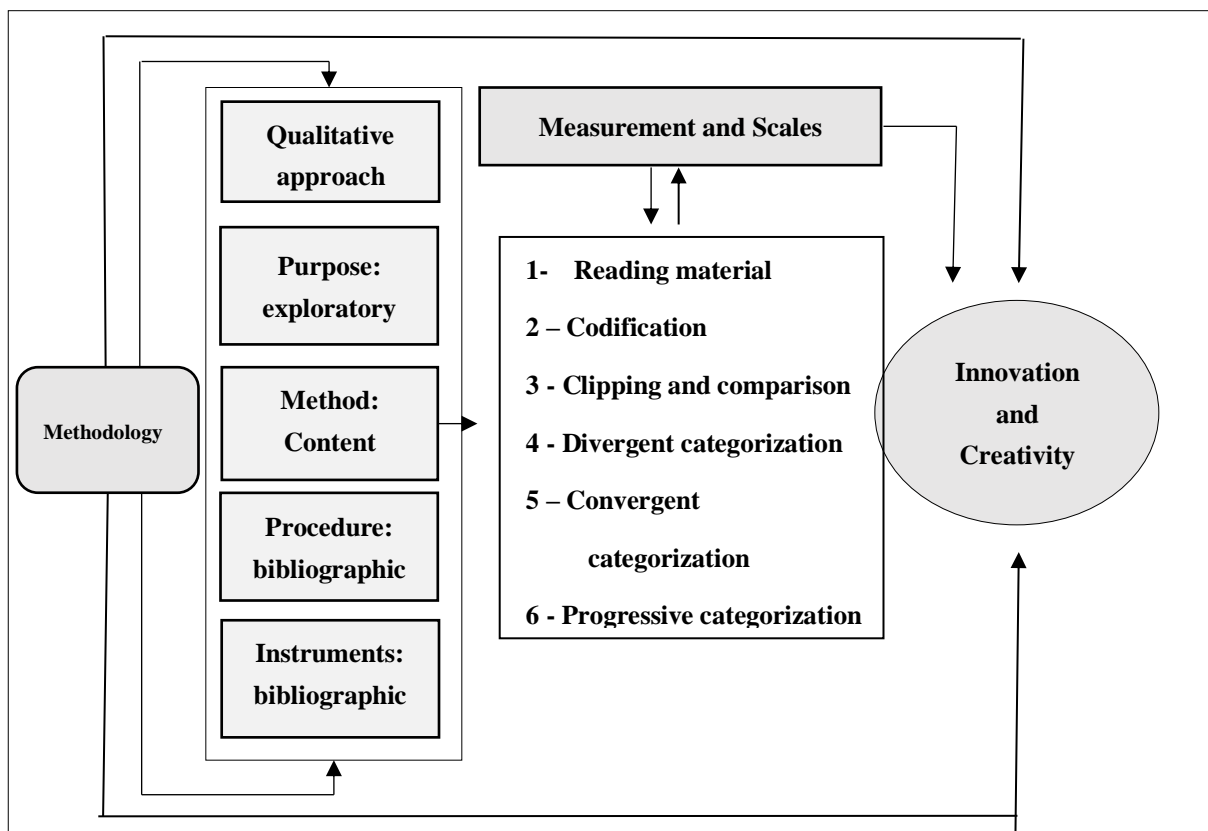 Methodology
Qualitative
approach
Purpose:
exploratory
Method:
Content
Procedure:
bibliographic
Instruments:
bibliographic
Measurement and Scales
1- Reading material
2 – Codification
3 - Clipping and comparison
4 - Divergent categorization
5 – Convergent
categorization
6 - Progressive categorization
Innovation
and
Creativity